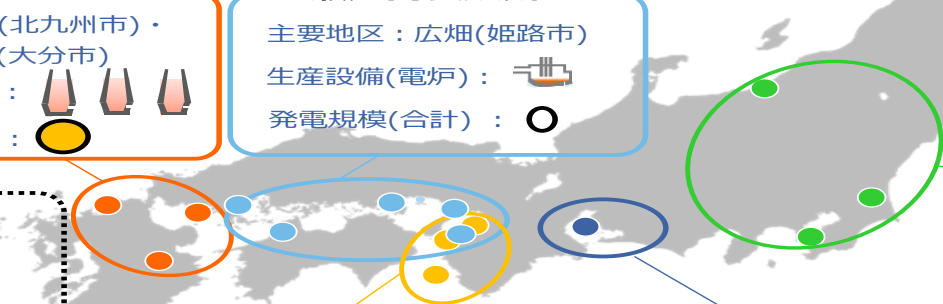 (北九州市)・
(大分市)
:
:
主要地区：広畑(姫路市)
生産設備(電炉)：
発電規模(合計) ：